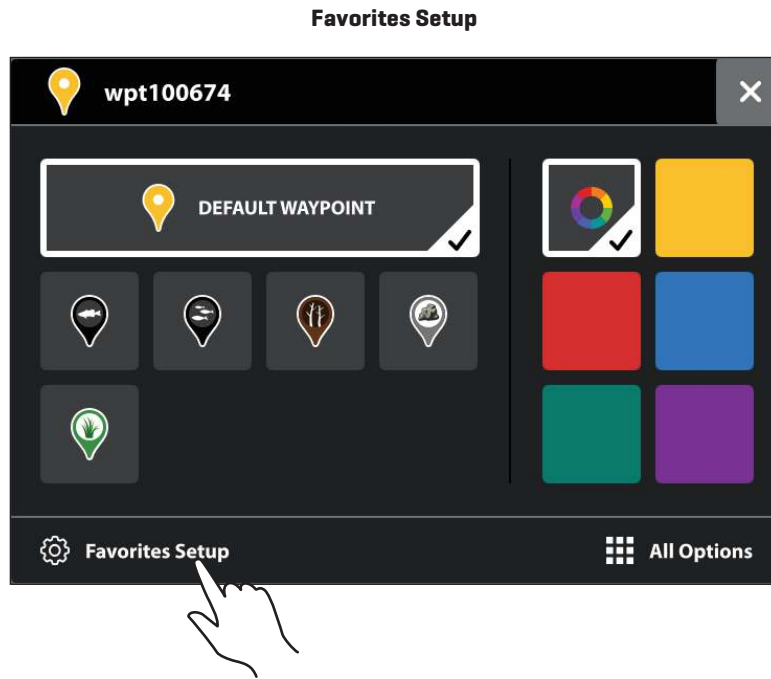 Favorites Setup
wpt100674
DEFAULT WAYPOINT
Favorites Setup
All Options